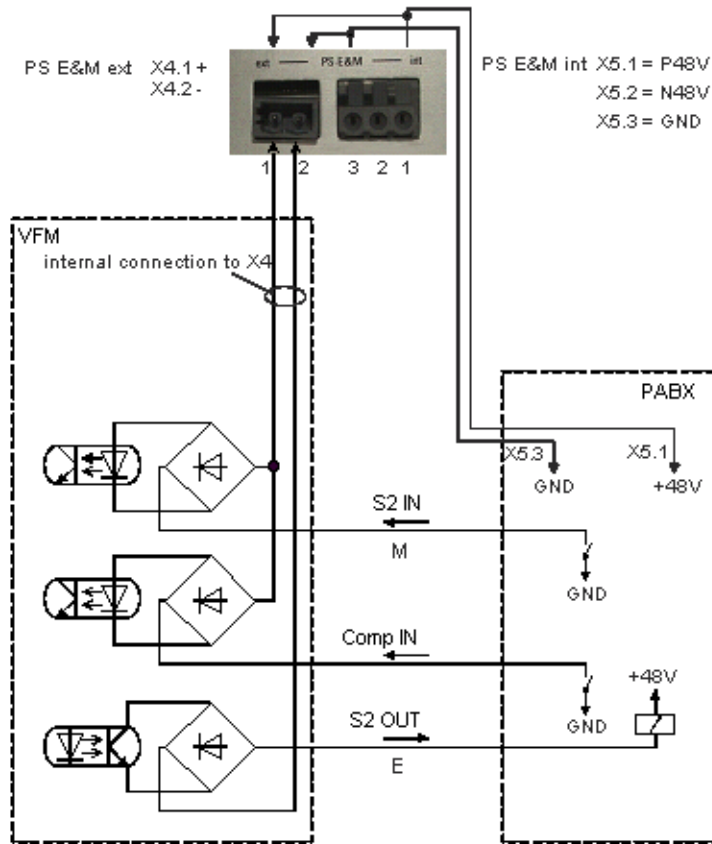 PS E&M ext X4.1 +
X4.2 -
ext PS E&M int
PS E&M int X5.1 = P48V
X5.2 = N48V
X5.3 = GND
1 2 3 2 1
VFM
internal connection to X4
PABX
X5.3 X5.1
GND +48V
S2 IN
M
GND
Comp IN
+48V
GND
S2 OUT
E